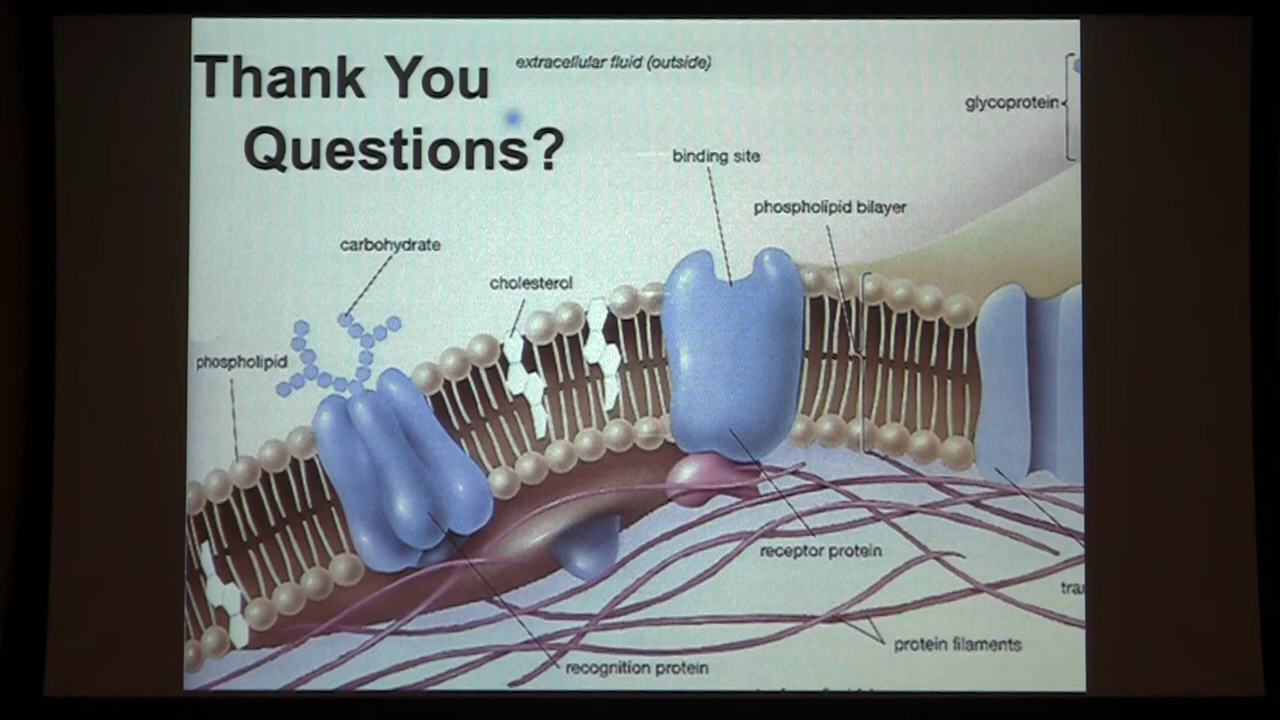 Thank You
extracellular fluid (outside)
glycoprotein
Questions?
binding site
phospholipid bilayer
carbohydrate
cholesterol
phospholipid
receptor protein
protein filaments
recognition protein